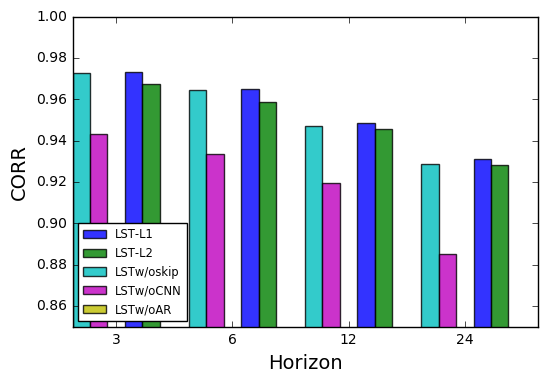 1.00
0.98
0.96
0.94
0.92
0.90
0.88
0.86
CORR
LST-L1
LST-L2
LSTw/oskip
LSTw/oCNN
LSTw/oAR
3 6 12 24
Horizon